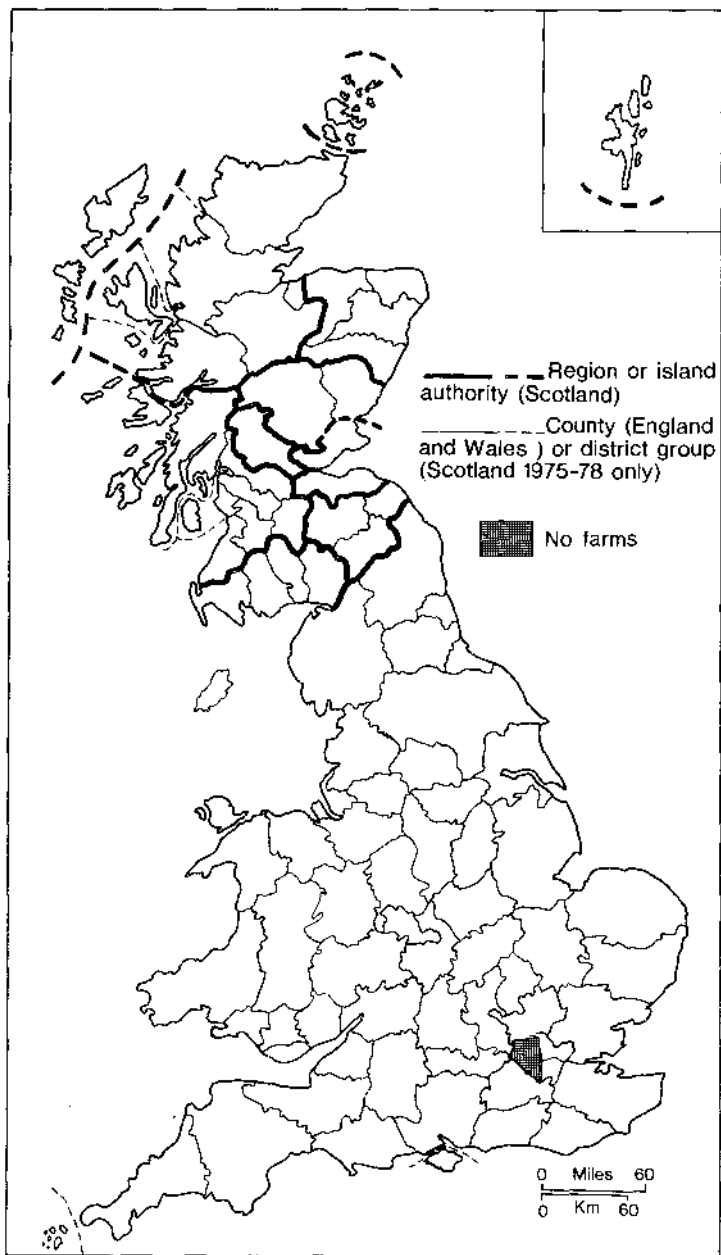 Region or island
authority (Scotland)
County (England
and Wales ) or district group
(Scotland 1975-78 only)
No farms
0 Miles 60
0 Km 60